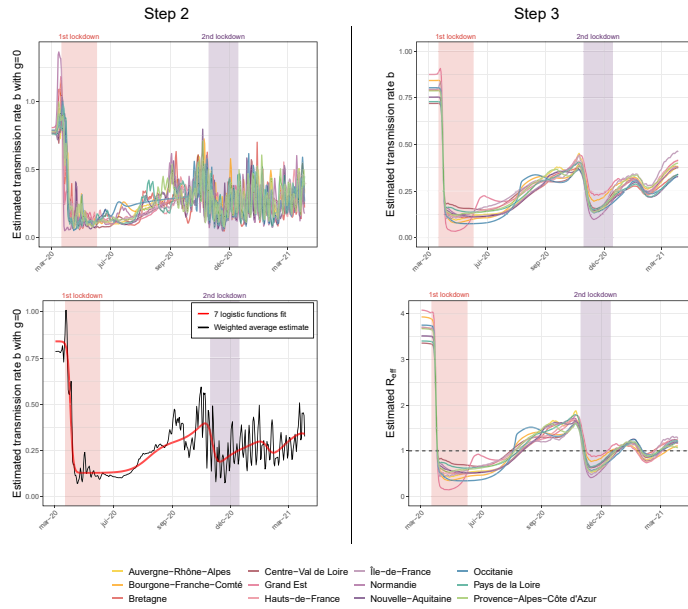 Step 2
Step 3
1st lockdown
2nd lockdown
Estimated transmission rate b with g=0
1.0
0.5
0.0
mar−20
jui−20
sep−20
déc−20
mar−21
1st lockdown
2nd lockdown
Estimated transmission rate b
1.00
0.75
0.50
0.25
0.00
mar−20
jui−20
sep−20
déc−20
mar−21
1st lockdown
2nd lockdown
Estimated transmission rate b with g=0
1.00
0.75
0.50
0.25
0.00
7 logistic functions fit
Weighted average estimate
mar−20
jui−20
sep−20
déc−20
mar−21
1st lockdown
2nd lockdown
Estimated Reff
4
3
2
1
0
mar−20
jui−20
sep−20
déc−20
mar−21
Auvergne−Rhône−Alpes
Centre−Val de Loire
Île−de−France
Occitanie
Bourgogne−Franche−Comté
Grand Est
Normandie
Pays de la Loire
Bretagne
Hauts−de−France
Nouvelle−Aquitaine
Provence−Alpes−Côte d'Azur